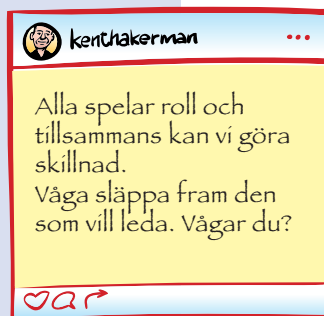 kenthakerman
Alla spelar roll och
tillsammans kan vi göra
skillnad.
Våga släppa fram den
som vill leda. Vågar du?